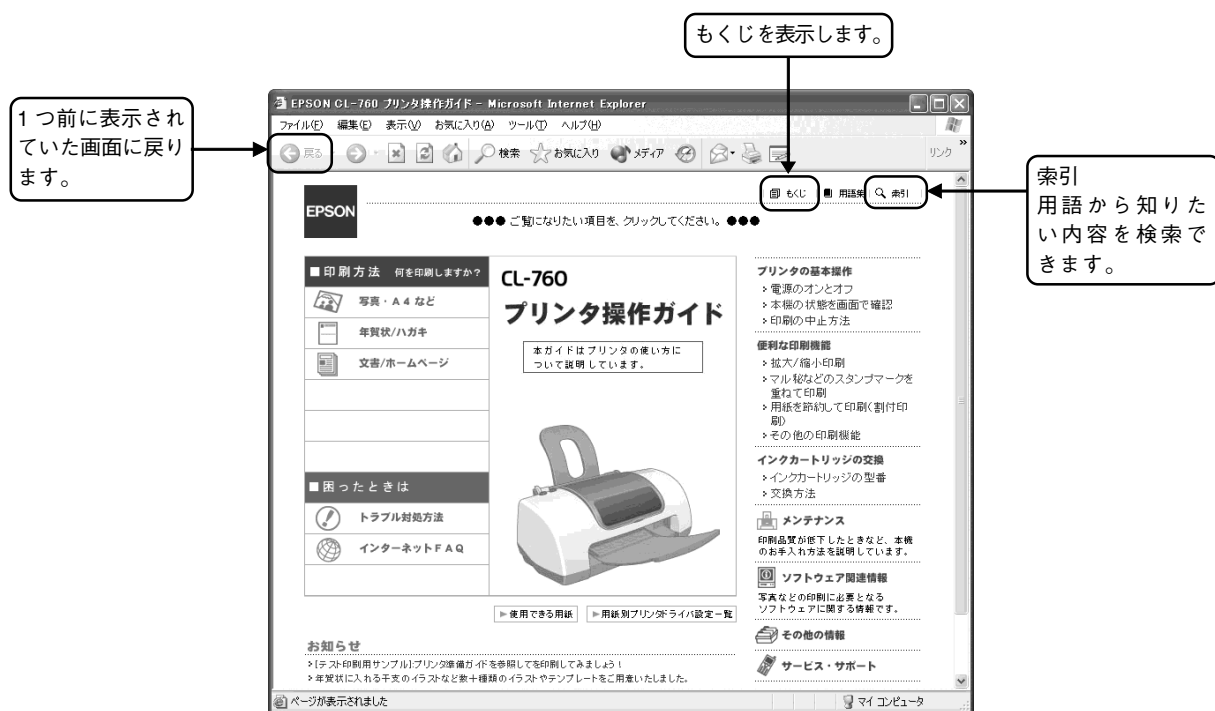 もくじを表示します。
1つ前に表示され
ていた画面に戻り
ます。
EPSON CL-760 プリンタ操作ガイド - Microsoft Internet Explorer
ファイル(F) 編集(E) 表示(V) お気に入り(A) ツール(T) ヘルプ(H)
戻る 検索 お気に入り メディア リンク »
索引
用語から知りた
い内容を検索で
きます。
もくじ 用語集 索引
EPSON
●●● ご覧になりたい項目を、クリックしてください。 ●●●
■印刷方法 何を印刷しますか?
写真・A4など
年賀状/ハガキ
文書/ホームページ
■困ったときは
トラブル対処方法
インターネットFAQ
CL-760
プリンタ操作ガイド
本ガイドはプリンタの使い方に
ついて説明しています。
プリンタの基本操作
電源のオンとオフ
本機の状態を画面で確認
印刷の中止方法
便利な印刷機能
拡大/縮小印刷
マル秘などのスタンプマークを
重ねて印刷
用紙を節約して印刷(割付印
刷)
その他の印刷機能
インクカートリッジの交換
インクカートリッジの型番
交換方法
メンテナンス
印刷品質が低下したときなど、本機
のお手入れ方法を説明しています。
ソフトウェア関連情報
写真などの印刷に必要となる
ソフトウェアに関する情報です。
その他の情報
サービス・サポート
使用できる用紙 用紙別プリンタドライバ設定一覧
お知らせ
[テスト印刷用サンプル]:プリンタ準備ガイドを参照してを印刷してみましょう!
年賀状に入れる干支のイラストなど数十種類のイラストやテンプレートをご用意いたしました。
ページが表示されました マイ コンピュータ